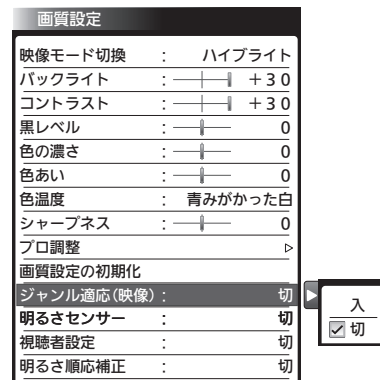 画質設定
映像モード切換 : ハイブライト
バックライト : +30
コントラスト : +30
黒レベル : 0
色の濃さ : 0
色あい : 0
色温度 : 青みがかった白
シャープネス : 0
プロ調整
画質設定の初期化
ジャンル適応(映像) : 切
明るさセンサー : 切
視聴者設定 : 切
明るさ順応補正 : 切
入
切